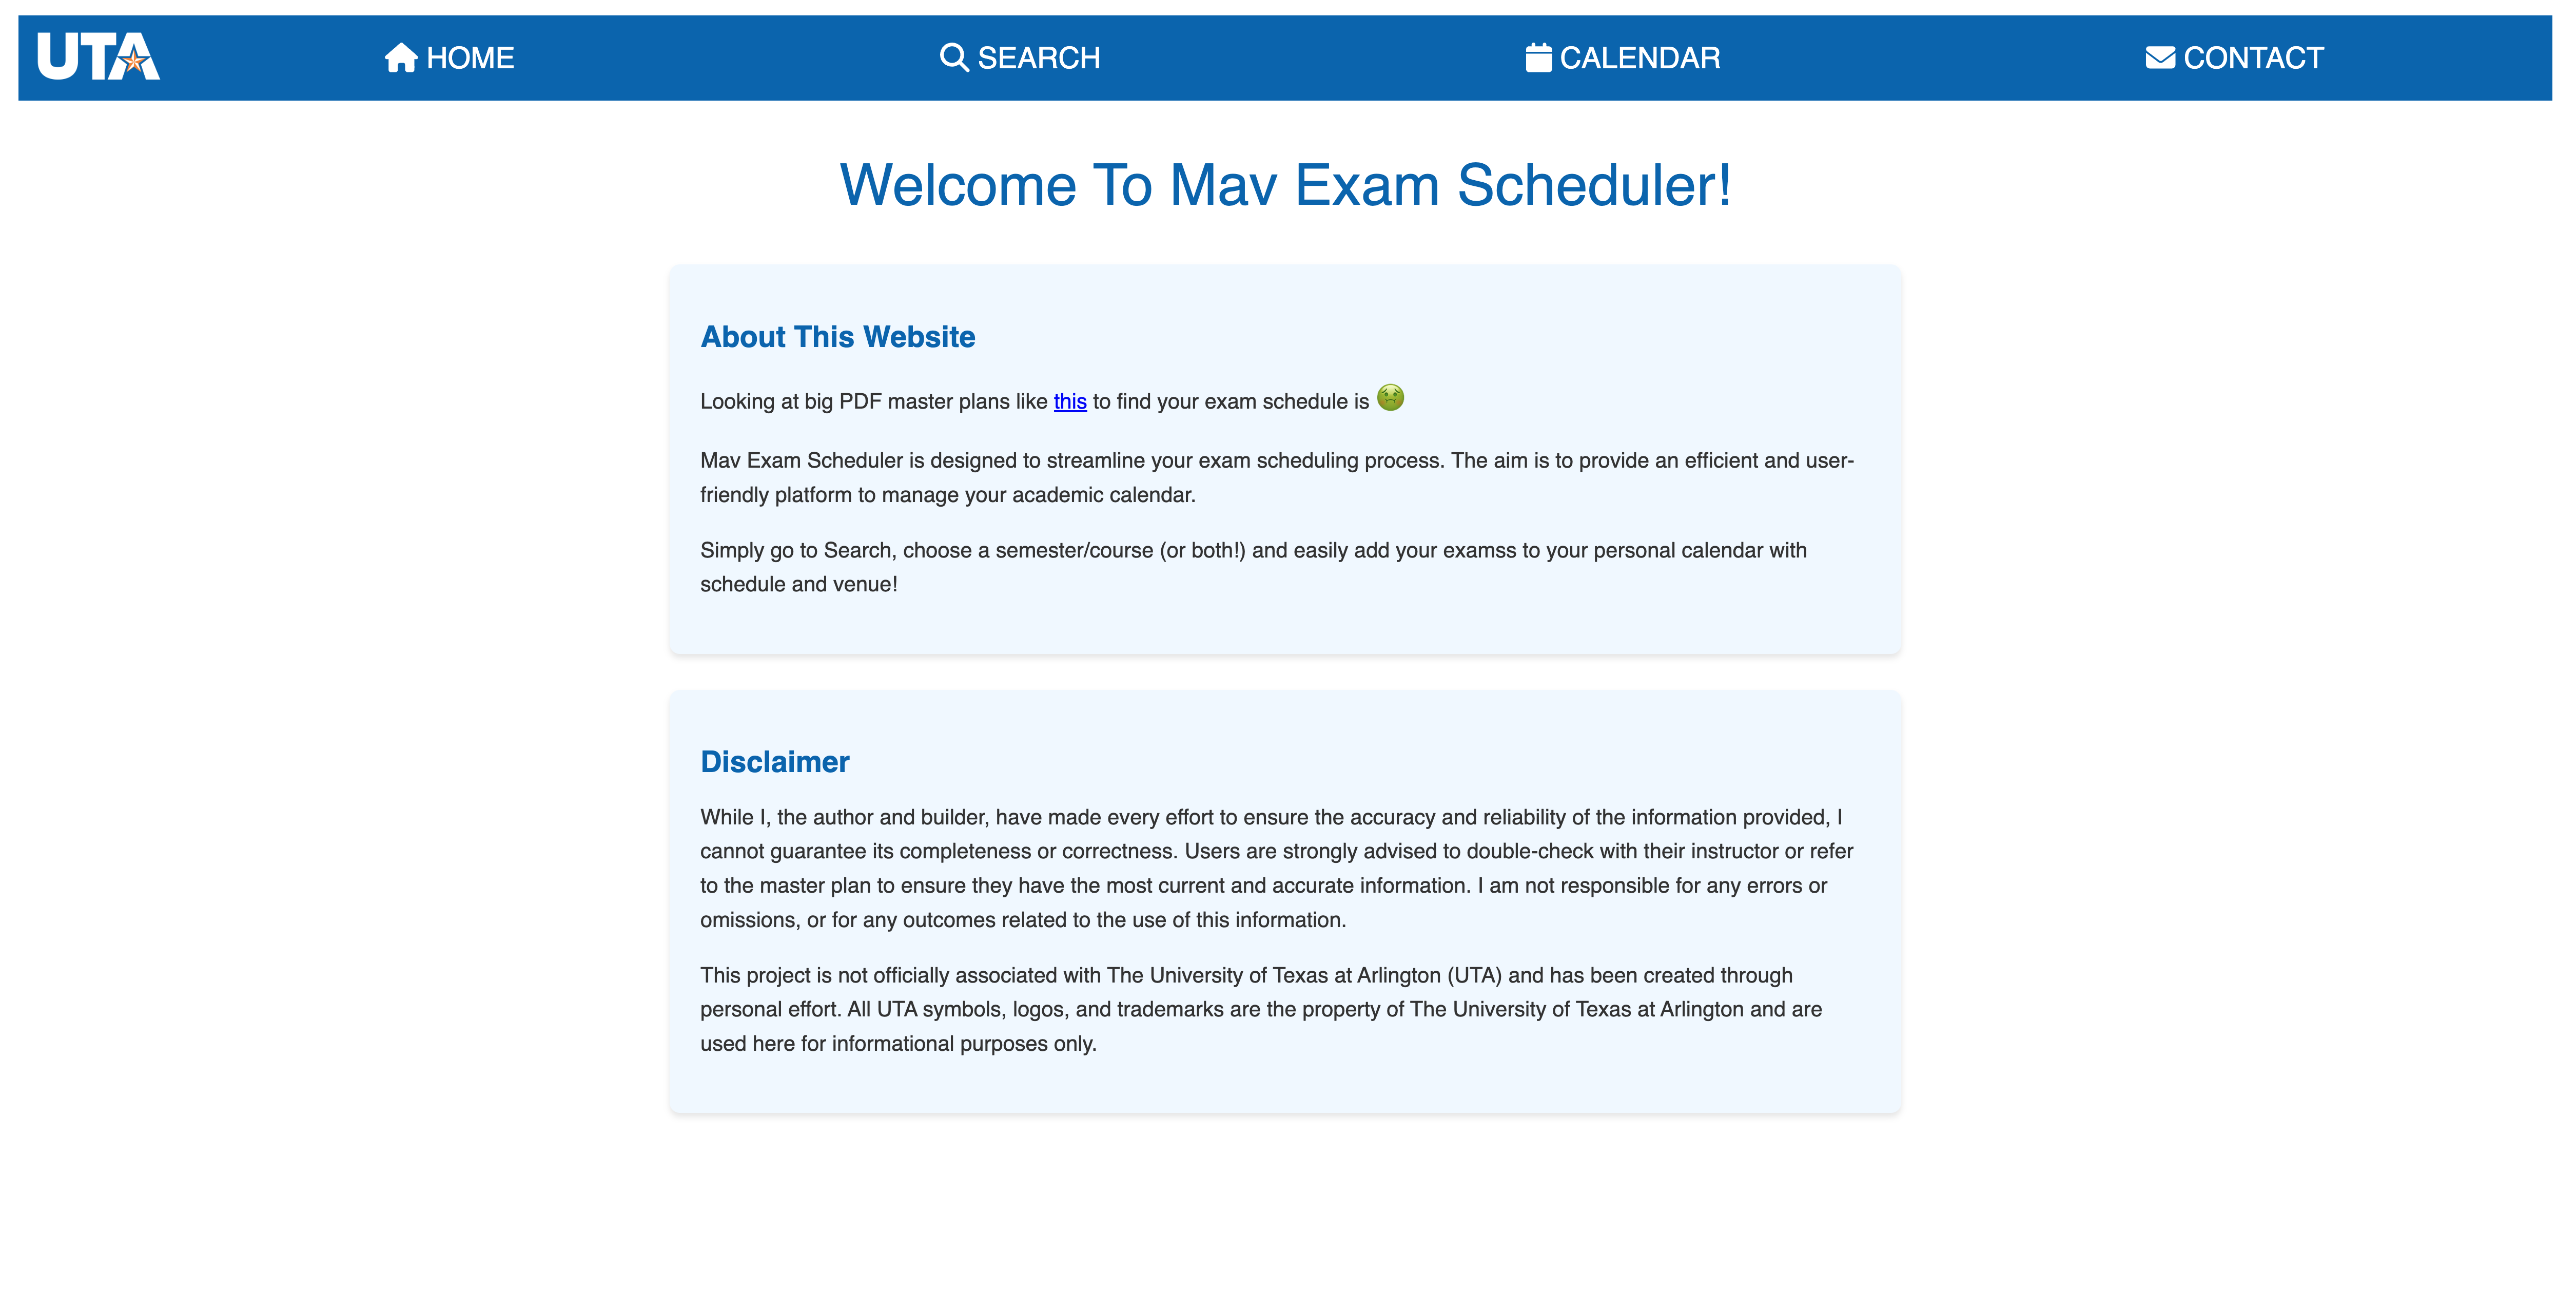 UTA HOME SEARCH CALENDAR CONTACT
Welcome To Mav Exam Scheduler!
About This Website
Looking at big PDF master plans like this to find your exam schedule is 🤢
Mav Exam Scheduler is designed to streamline your exam scheduling process. The aim is to provide an efficient and user-
friendly platform to manage your academic calendar.
Simply go to Search, choose a semester/course (or both!) and easily add your examss to your personal calendar with
schedule and venue!
Disclaimer
While I, the author and builder, have made every effort to ensure the accuracy and reliability of the information provided, I
cannot guarantee its completeness or correctness. Users are strongly advised to double-check with their instructor or refer
to the master plan to ensure they have the most current and accurate information. I am not responsible for any errors or
omissions, or for any outcomes related to the use of this information.
This project is not officially associated with The University of Texas at Arlington (UTA) and has been created through
personal effort. All UTA symbols, logos, and trademarks are the property of The University of Texas at Arlington and are
used here for informational purposes only.